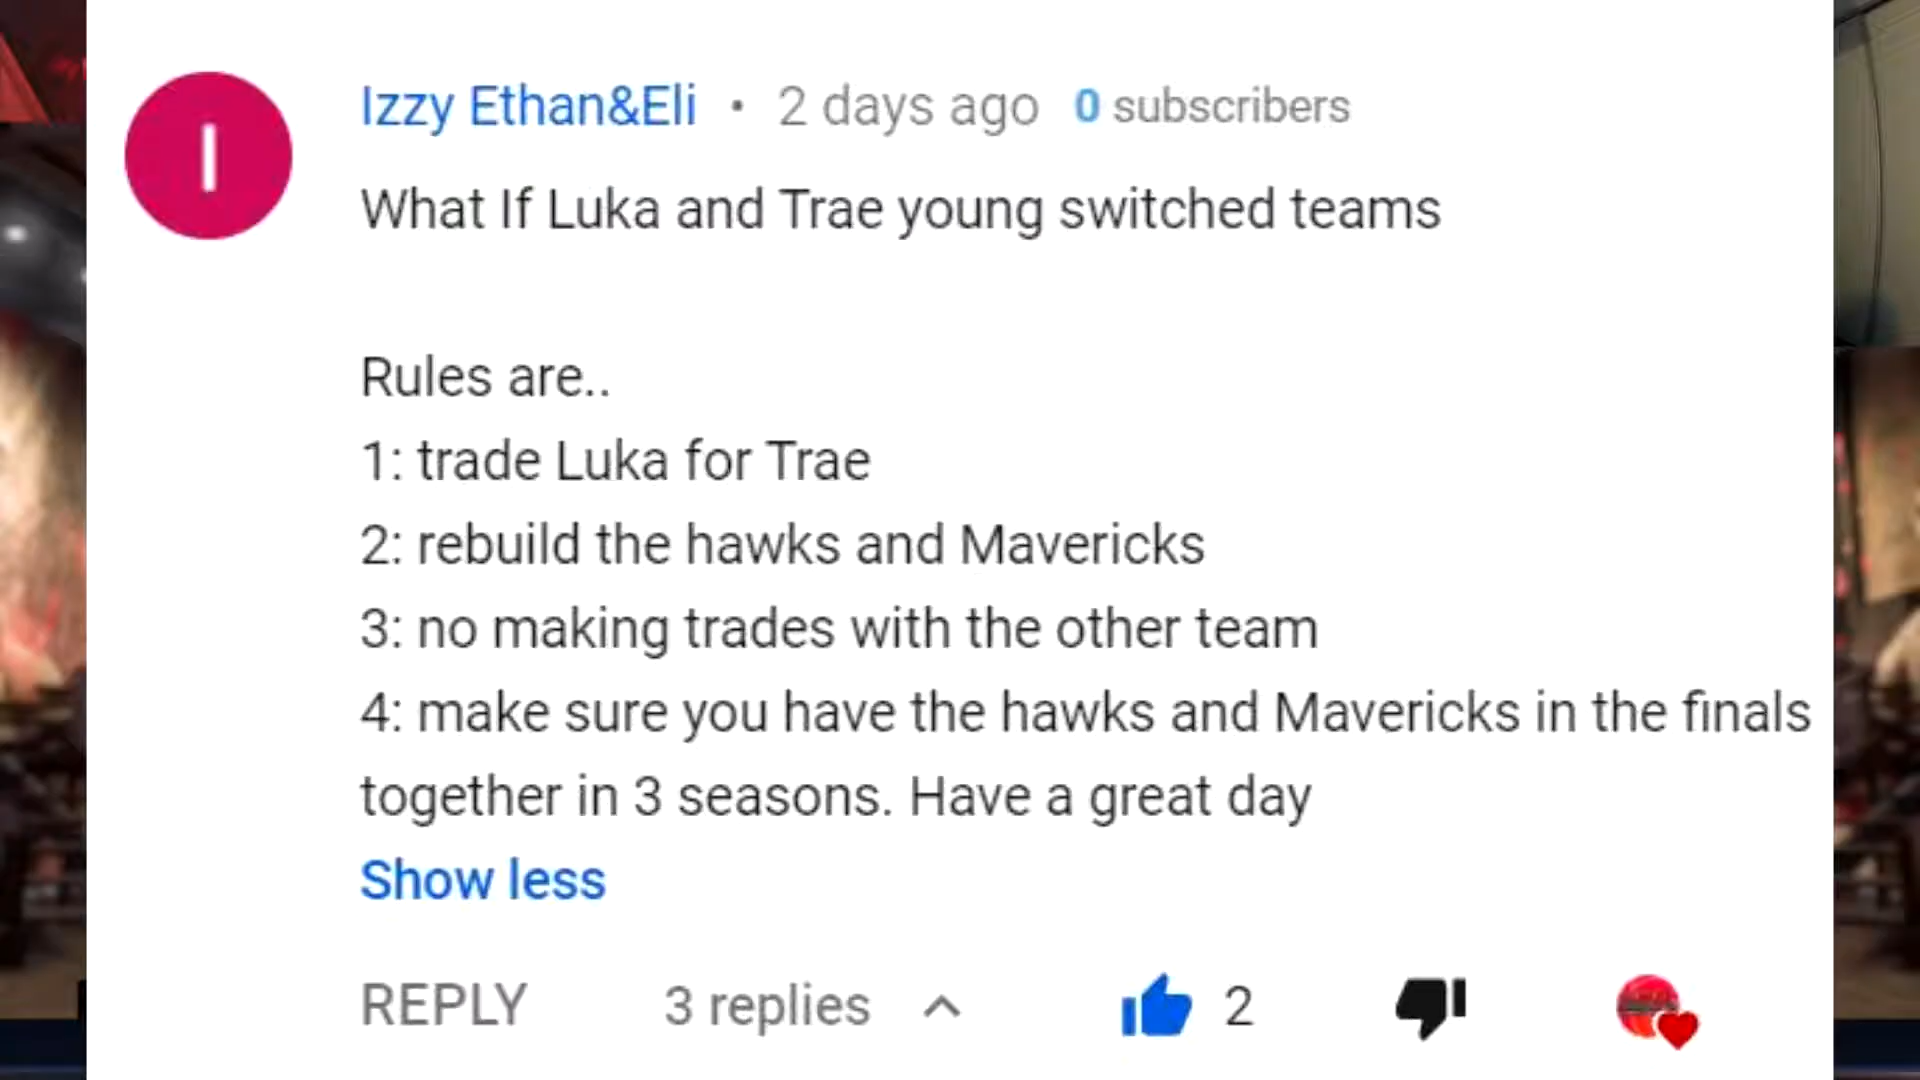 I
Izzy Ethan&Eli • 2 days ago 0 subscribers
What If Luka and Trae young switched teams
Rules are..
1: trade Luka for Trae
2: rebuild the hawks and Mavericks
3: no making trades with the other team
4: make sure you have the hawks and Mavericks in the finals
together in 3 seasons. Have a great day
Show less
REPLY 3 replies 2